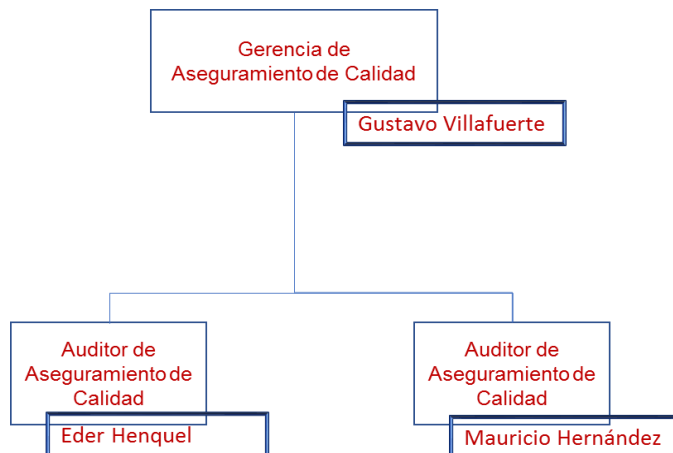 Gerencia de
Aseguramiento de Calidad
Gustavo Villafuerte
Auditor de
Aseguramiento de
Calidad
Eder Henquel
Auditor de
Aseguramiento de
Calidad
Mauricio Hernández